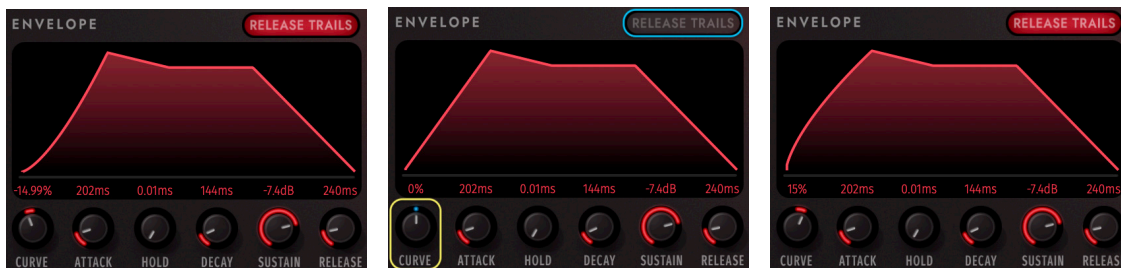 ENVELOPE RELEASE TRAILS
-14.99% 202ms 0.01ms 144ms -7.4dB 240ms
CURVE ATTACK HOLD DECAY SUSTAIN RELEASE
ENVELOPE RELEASE TRAILS
0% 202ms 0.01ms 144ms -7.4dB 240ms
CURVE ATTACK HOLD DECAY SUSTAIN RELEASE
ENVELOPE RELEASE TRAILS
15% 202ms 0.01ms 144ms -7.4dB 240ms
CURVE ATTACK HOLD DECAY SUSTAIN RELEAS